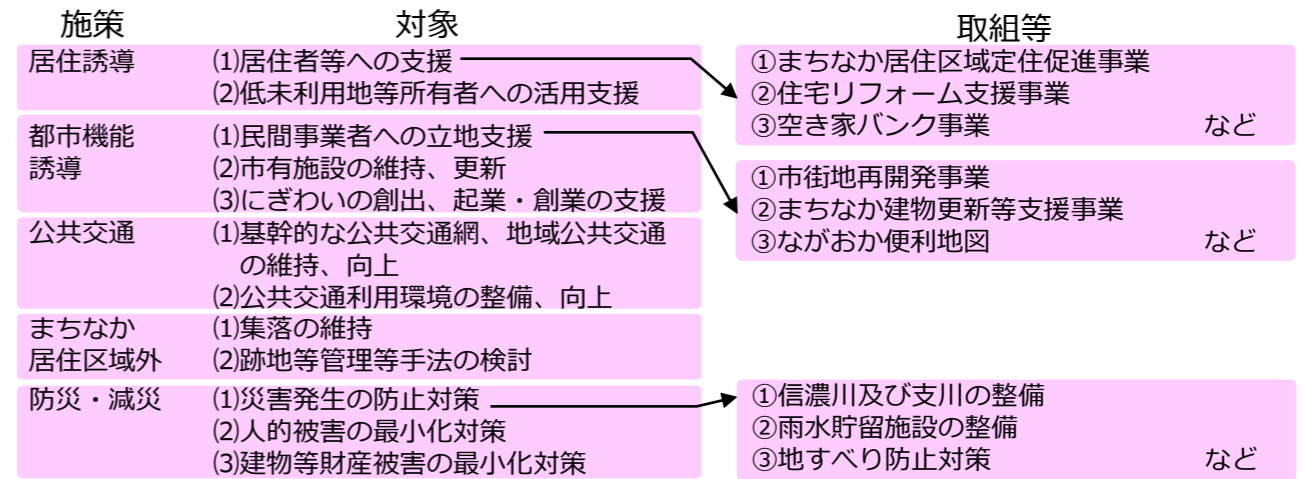 施策 対象 取組等
居住誘導 ⑴居住者等への支援
⑵低未利用地等所有者への活用支援
都市機能 ⑴民間事業者への立地支援
誘導 ⑵市有施設の維持、更新
⑶にぎわいの創出、起業・創業の支援
公共交通 ⑴基幹的な公共交通網、地域公共交通
の維持、向上
⑵公共交通利用環境の整備、向上
まちなか ⑴集落の維持
居住区域外 ⑵跡地等管理等手法の検討
防災・減災 ⑴災害発生の防止対策
⑵人的被害の最小化対策
⑶建物等財産被害の最小化対策
①まちなか居住区域定住促進事業
②住宅リフォーム支援事業
③空き家バンク事業 など
①市街地再開発事業
②まちなか建物更新等支援事業
③ながおか便利地図 など
①信濃川及び支川の整備
②雨水貯留施設の整備
③地すべり防止対策 など